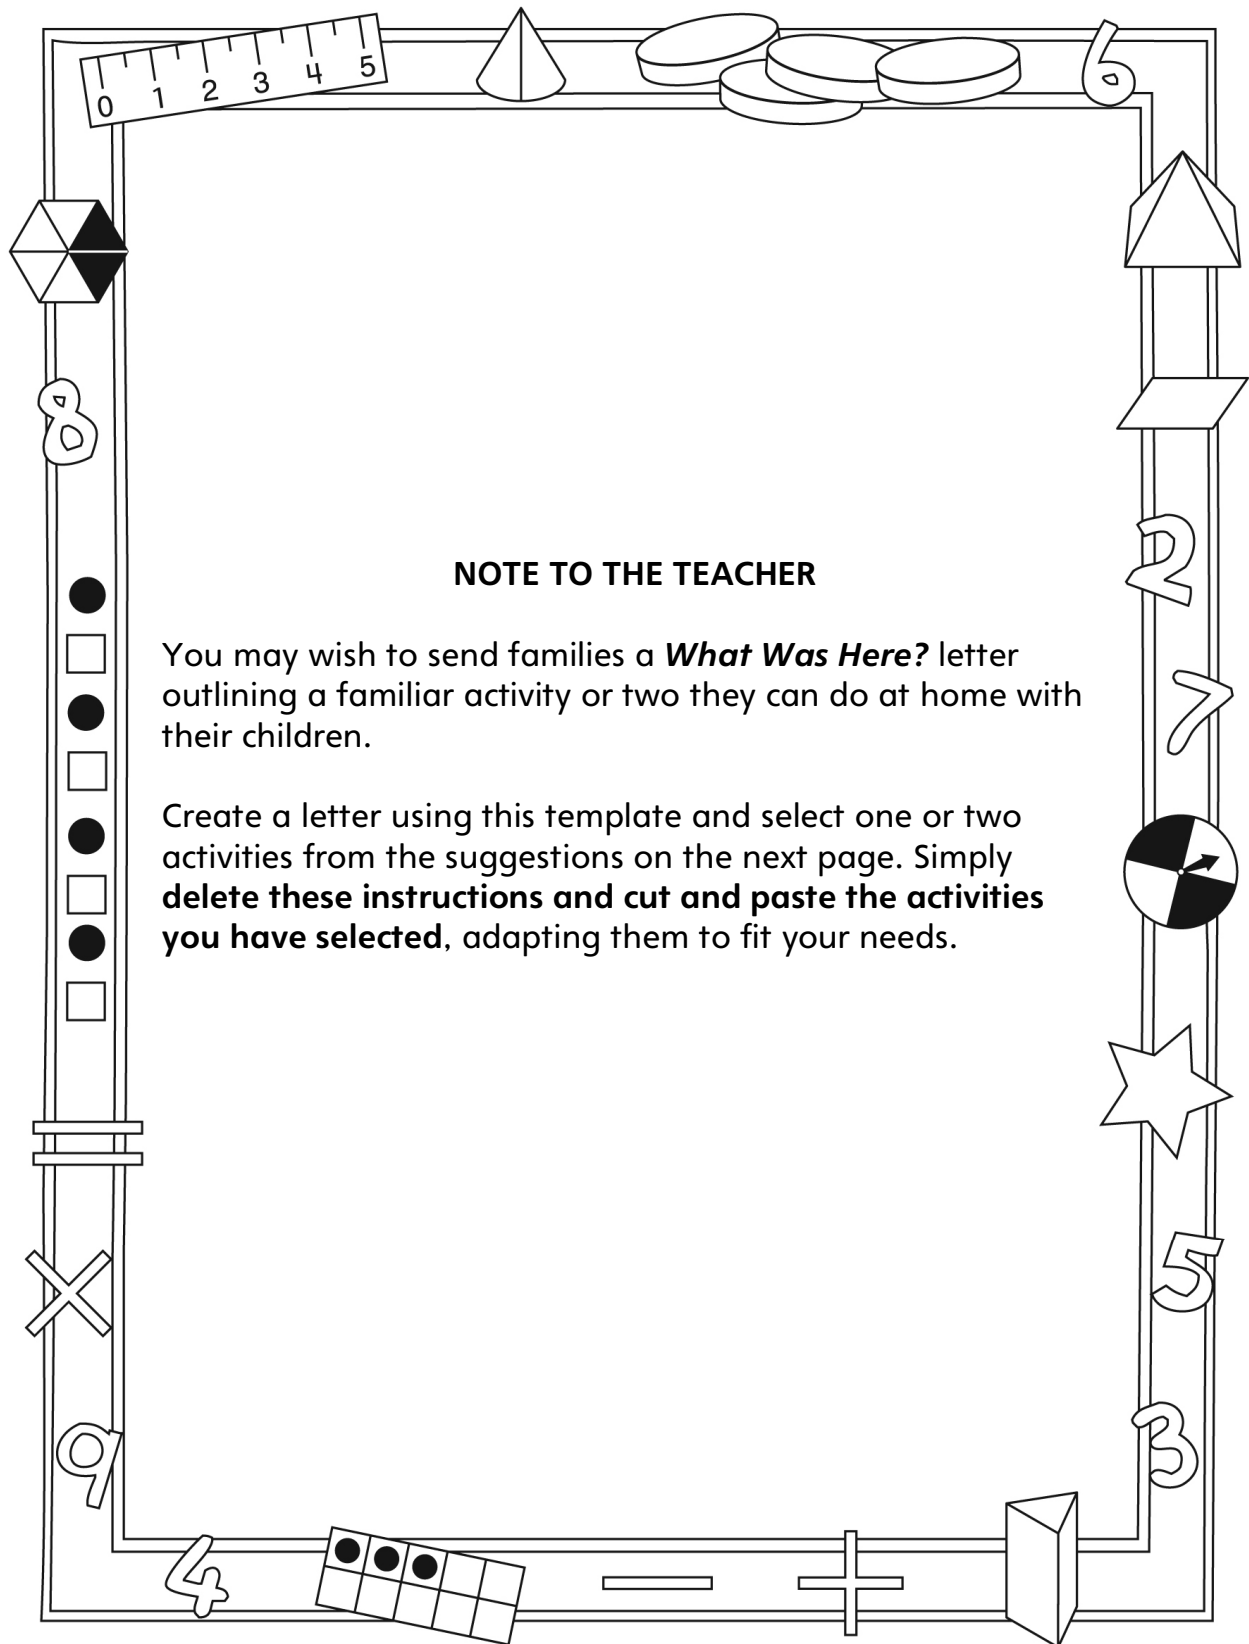 0 1 2 3 4 5
6
8
2
7
NOTE TO THE TEACHER
You may wish to send families a What Was Here? letter
outlining a familiar activity or two they can do at home with
their children.
Create a letter using this template and select one or two
activities from the suggestions on the next page. Simply
delete these instructions and cut and paste the activities
you have selected, adapting them to fit your needs.
=
×
5
9
3
4
−
+